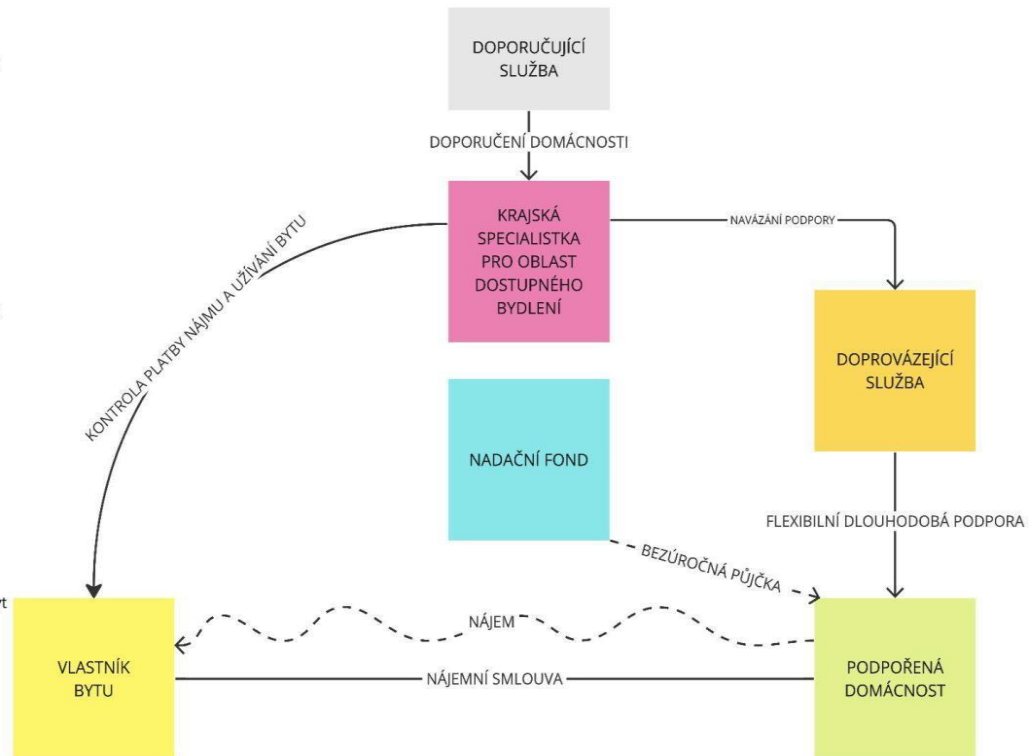 DOPORUČUJÍCÍ
SLUŽBA
DOPORUČENÍ DOMÁCNOSTI
KRAJSKÁ
SPECIALISTKA
PRO OBLAST
DOSTUPNÉHO
BYDLENÍ
NAVÁZÁNÍ PODPORY
KONTROLA PLATBY NÁJMU A UŽÍVÁNÍ BYTU
DOPROVÁZEJÍCÍ
SLUŽBA
NADAČNÍ FOND
FLEXIBILNÍ DLOUHODOBÁ PODPORA
BEZÚROČNÁ PŮJČKA
NÁJEM
VLASTNÍK
BYTU
NÁJEMNÍ SMLOUVA
PODPOŘENÁ
DOMÁCNOST